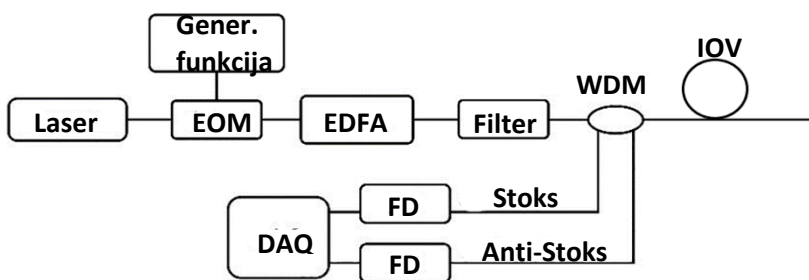 Gener.
funkcija
IOV
WDM
Laser
EOM
EDFA
Filter
FD
Stoks
DAQ
FD
Anti-Stoks